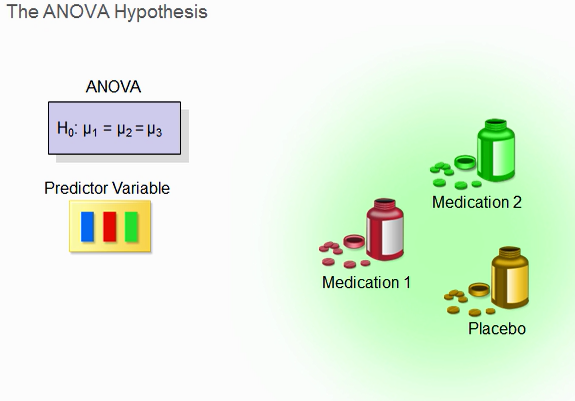 The ANOVA Hypothesis
ANOVA
H₀: μ₁ = μ₂ = μ₃
Predictor Variable
Medication 2
Medication 1
Placebo